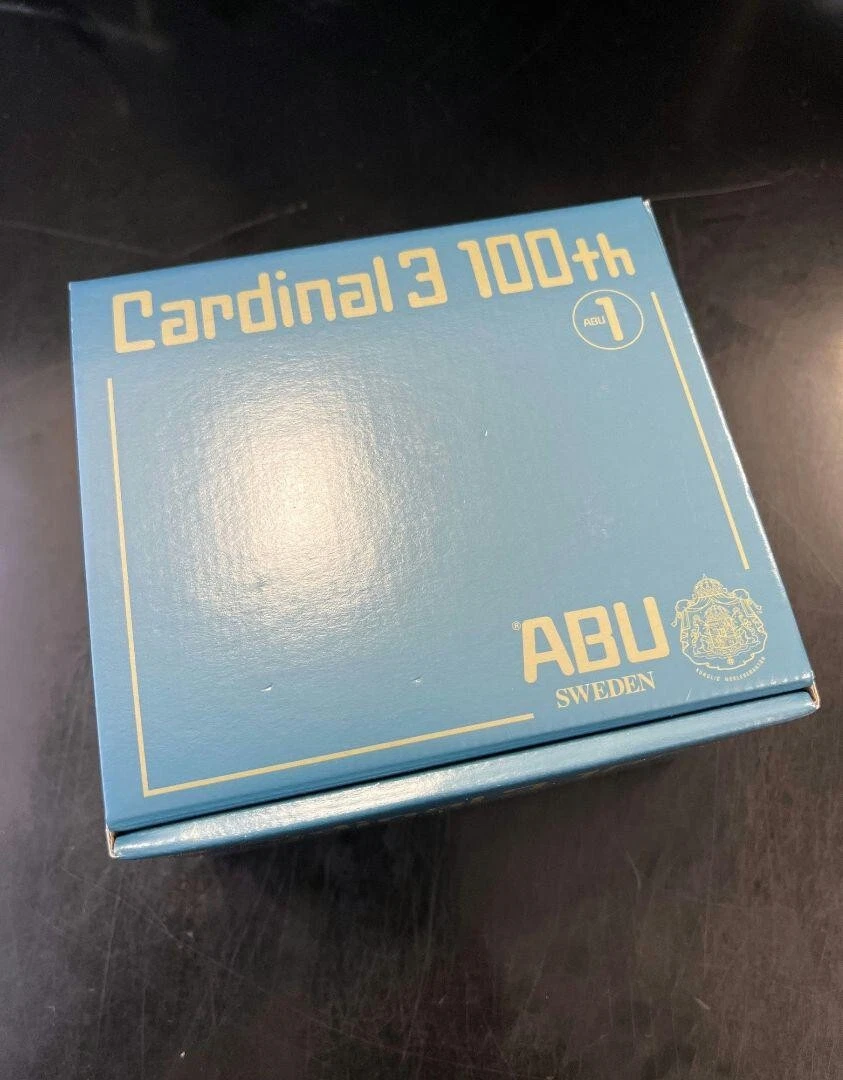 Cardinal 3 100th
ABU 1
® ABU
SWEDEN